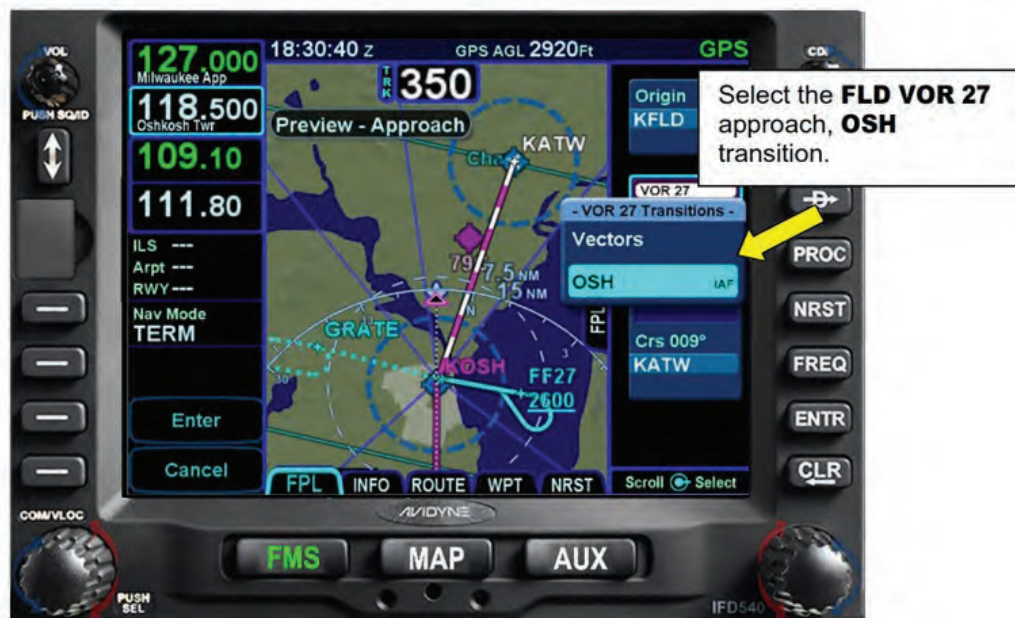 VOL
PUSH SQ/ID
127.000
Milwaukee App
118.500
Oshkosh Twr
109.10
111.80
ILS ---
Arpt ---
RWY ---
Nav Mode
TERM
Enter
Cancel
COM/VLOC
PUSH
SEL
18:30:40 Z
GPS AGL 2920Ft
GPS
TRK
350
Preview - Approach
KATW
79
7.5 NM
15 NM
N
GRATE
KOSH
FF27
2600
30
3
FPL
INFO
ROUTE
WPT
NRST
Origin
KFLD
VOR 27
- VOR 27 Transitions -
Vectors
OSH IAF
FPL
Crs 009°
KATW
Scroll Select
Select the FLD VOR 27
approach, OSH
transition.
CDI/
D
PROC
NRST
FREQ
ENTR
CLR
AVIDYNE
FMS
MAP
AUX
IFD540